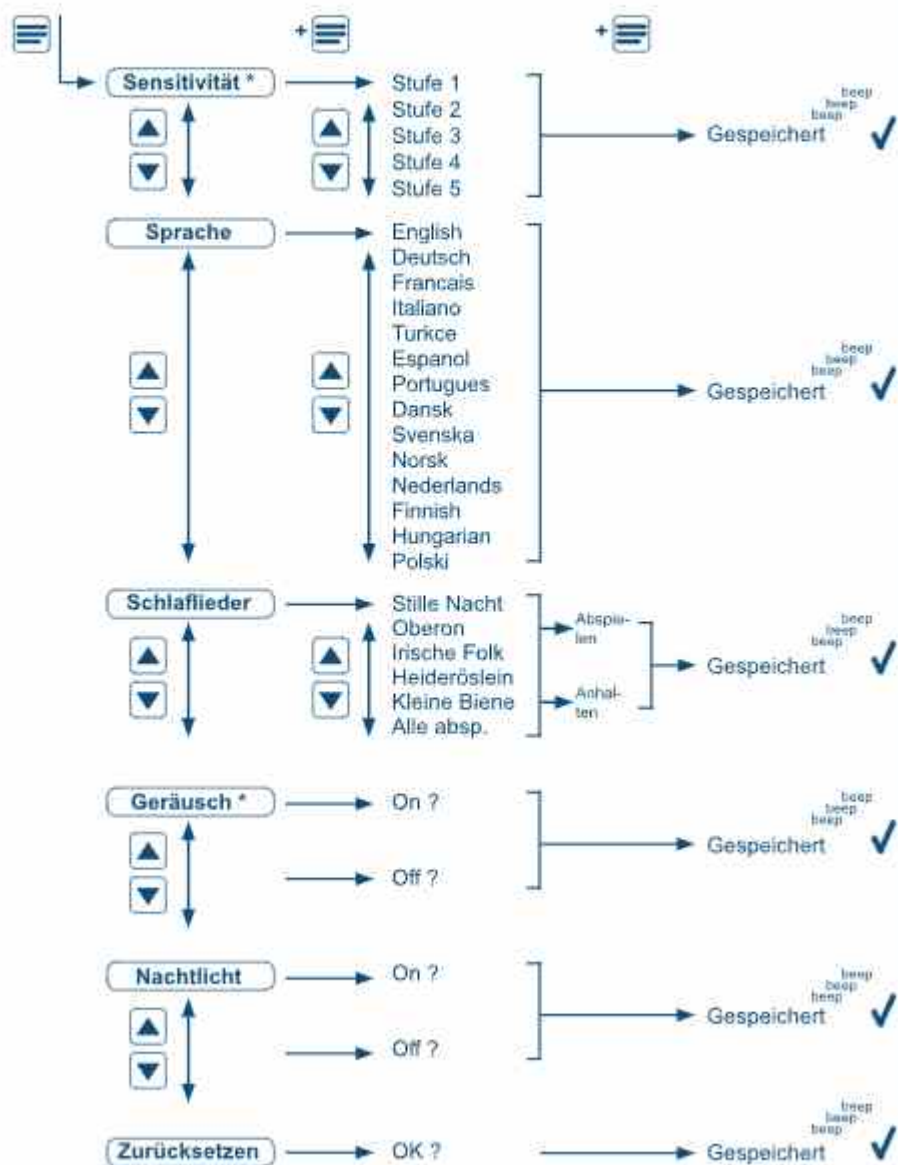 Sensitivität *
Stufe 1
Stufe 2
Stufe 3
Stufe 4
Stufe 5
beep
beep
beep
Gespeichert
Sprache
English
Deutsch
Francais
Italiano
Turkce
Espanol
Portugues
Dansk
Svenska
Norsk
Nederlands
Finnish
Hungarian
Polski
beep
beep
beep
Gespeichert
Schlaflieder
Stille Nacht
Oberon
Irische Folk
Heideröslein
Kleine Biene
Alle absp.
Abspie-
len
Anhal-
ten
beep
beep
beep
Gespeichert
Geräusch *
On ?
Off ?
beep
beep
beep
Gespeichert
Nachtlicht
On ?
Off ?
beep
beep
beep
Gespeichert
Zurücksetzen
OK ?
beep
beep
beep
Gespeichert